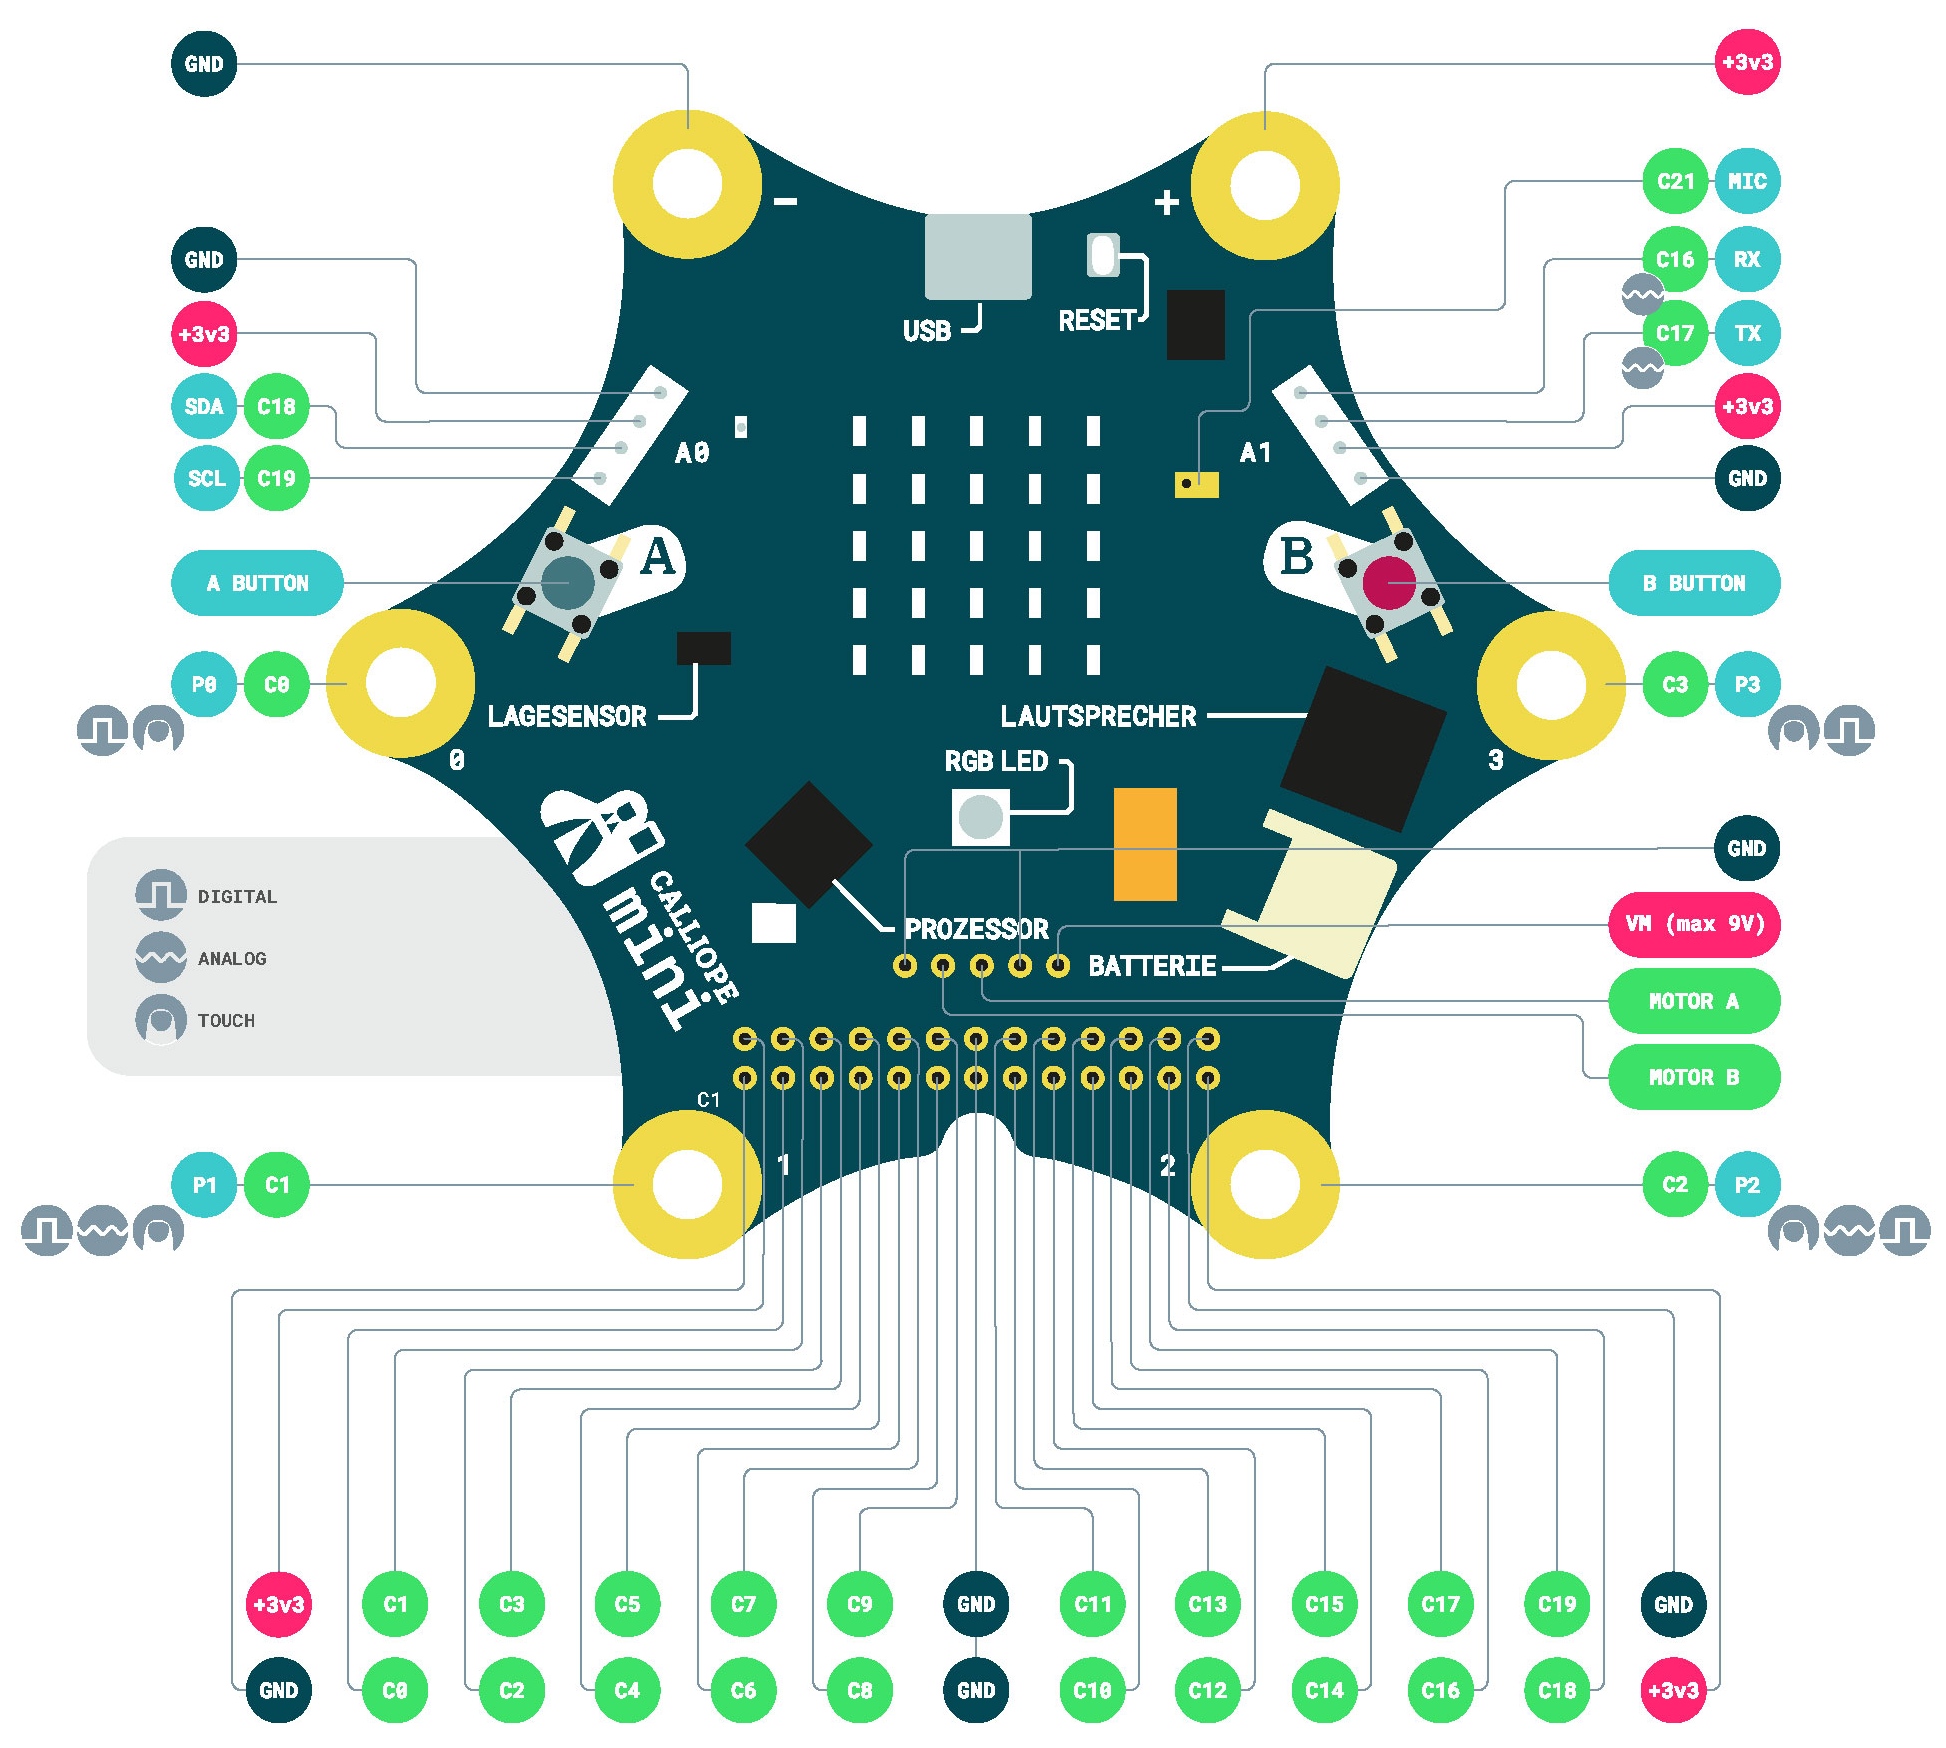 GND
+3v3
C21 MIC
- +
GND
C16 RX
USB
RESET
+3v3
C17 TX
SDA C18
+3v3
A0
A1
SCL C19
GND
A
B
A BUTTON
B BUTTON
P0 C0
C3 P3
LAGESENSOR
LAUTSPRECHER
0
RGB LED
3
GND
CALLIOPE
mini
DIGITAL
PROZESSOR
VM (max 9V)
ANALOG
BATTERIE
MOTOR A
TOUCH
MOTOR B
C1
1
2
P1 C1
C2 P2
+3v3 C1 C3 C5 C7 C9 GND C11 C13 C15 C17 C19 GND
GND C0 C2 C4 C6 C8 GND C10 C12 C14 C16 C18 +3v3